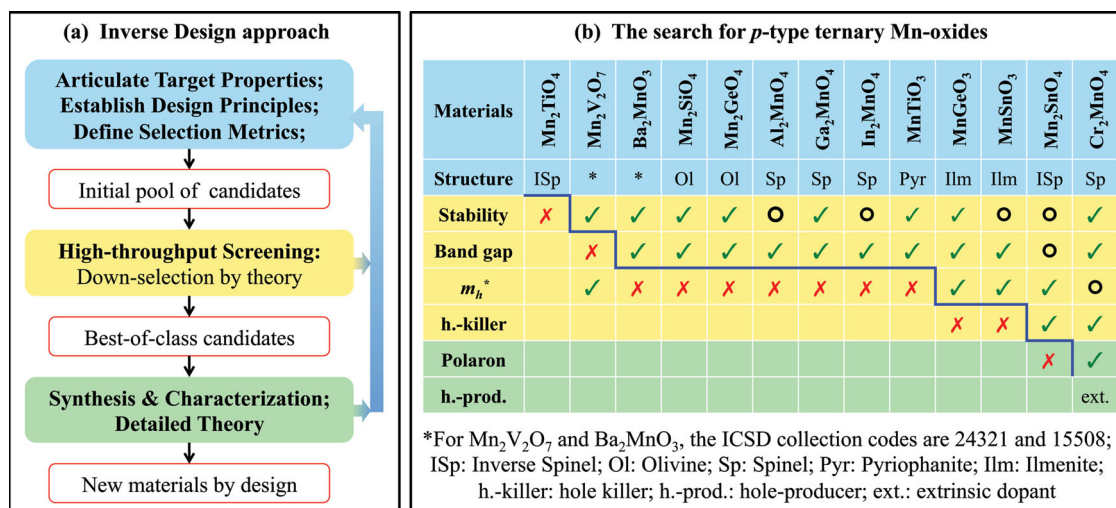 (a) Inverse Design approach
Articulate Target Properties;
Establish Design Principles;
Define Selection Metrics;
Initial pool of candidates
High-throughput Screening:
Down-selection by theory
Best-of-class candidates
Synthesis & Characterization;
Detailed Theory
New materials by design
(b) The search for p-type ternary Mn-oxides
Materials Mn₂TiO₄ Mn₂V₂O₇ Ba₂MnO₃ Mn₂SiO₄ Mn₂GeO₄ Al₂MnO₄ Ga₂MnO₄ In₂MnO₄ MnTiO₃ MnGeO₃ MnSnO₃ Mn₂SnO₄ Cr₂MnO₄
Structure ISp * * Ol Ol Sp Sp Sp Pyr Ilm Ilm ISp Sp
Stability ✗ ✓ ✓ ✓ ✓ O ✓ O ✓ ✓ O O ✓
Band gap ✗ ✓ ✓ ✓ ✓ ✓ ✓ ✓ ✓ ✓ O ✓
mₕ* ✓ ✗ ✗ ✗ ✗ ✗ ✗ ✗ ✓ ✓ ✓ O
h.-killer ✗ ✗ ✓ ✓
Polaron ✗ ✓
h.-prod. ext.
*For Mn₂V₂O₇ and Ba₂MnO₃, the ICSD collection codes are 24321 and 15508;
ISp: Inverse Spinel; Ol: Olivine; Sp: Spinel; Pyr: Pyriophanite; Ilm: Ilmenite;
h.-killer: hole killer; h.-prod.: hole-producer; ext.: extrinsic dopant